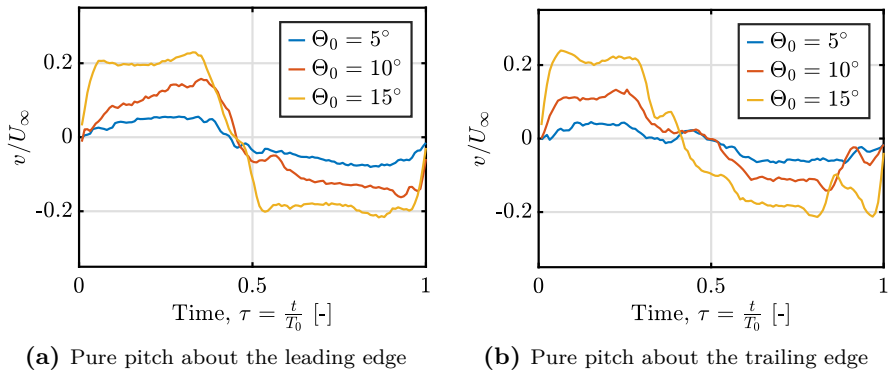 Θ₀ = 5°
Θ₀ = 10°
Θ₀ = 15°
0.2
0
-0.2
v/U∞
0
0.5
1
Time, τ = t/T₀ [-]
(a) Pure pitch about the leading edge
Θ₀ = 5°
Θ₀ = 10°
Θ₀ = 15°
0.2
0
-0.2
v/U∞
0
0.5
1
Time, τ = t/T₀ [-]
(b) Pure pitch about the trailing edge